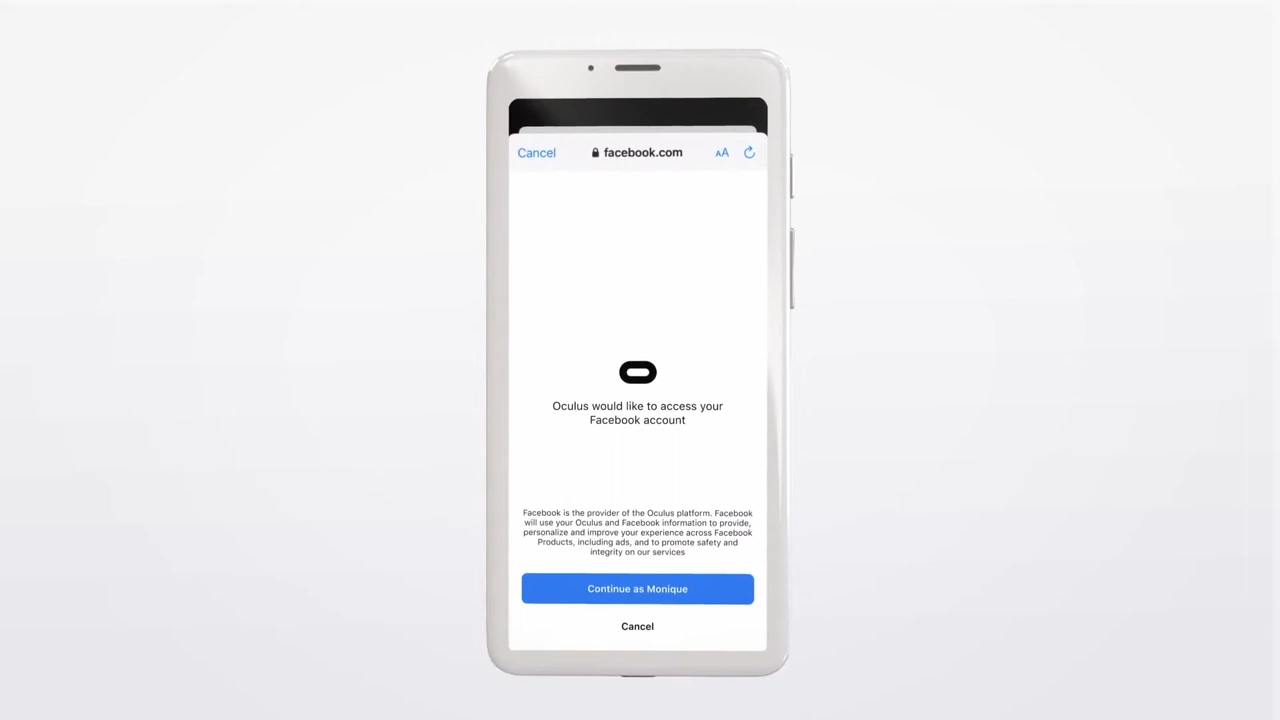 Cancel
facebook.com
AA
Oculus would like to access your
Facebook account
Facebook is the provider of the Oculus platform. Facebook
will use your Oculus and Facebook information to provide,
personalize and improve your experience across Facebook
Products, including ads, and to promote safety and
integrity on our services
Continue as Monique
Cancel